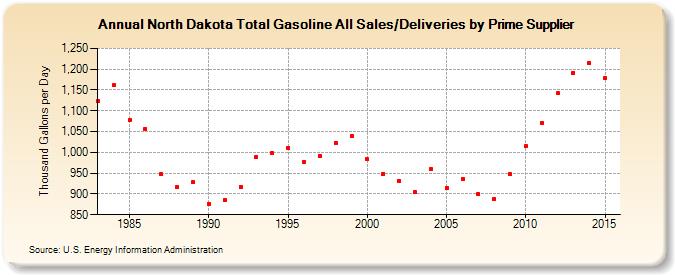 Annual North Dakota Total Gasoline All Sales/Deliveries by Prime Supplier
Thousand Gallons per Day
1,250
1,200
1,150
1,100
1,050
1,000
950
900
850
1985 1990 1995 2000 2005 2010 2015
Source: U.S. Energy Information Administration